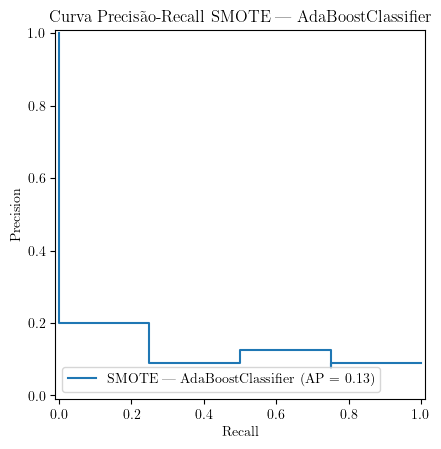 Curva Precisão-Recall SMOTE — AdaBoostClassifier
1.0
0.8
0.6
0.4
0.2
0.0
Precision
SMOTE — AdaBoostClassifier (AP = 0.13)
0.0 0.2 0.4 0.6 0.8 1.0
Recall